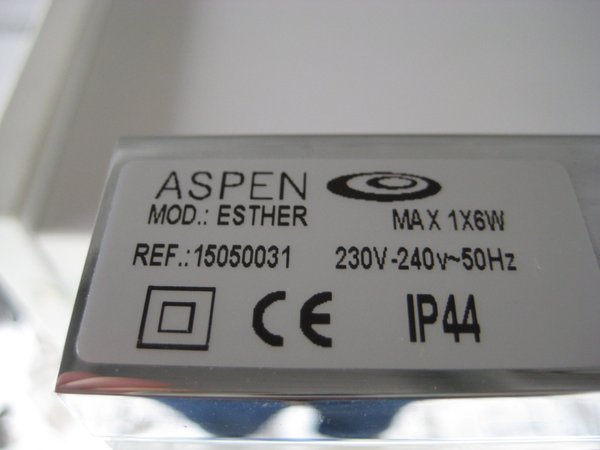 ASPEN
MOD.: ESTHER MAX 1X6W
REF.:15050031 230V-240v~50Hz
CE IP44